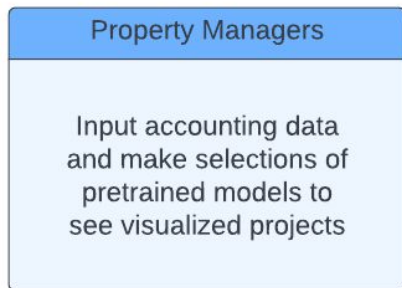 Property Managers
Input accounting data
and make selections of
pretrained models to
see visualized projects